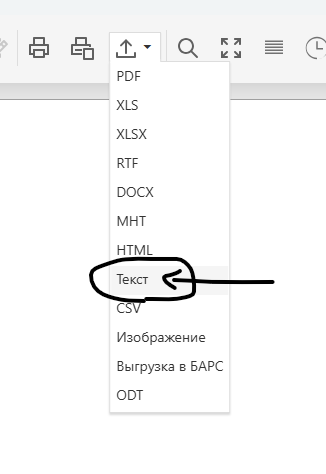 PDF
XLS
XLSX
RTF
DOCX
MHT
HTML
Текст
CSV
Изображение
Выгрузка в БАРС
ODT